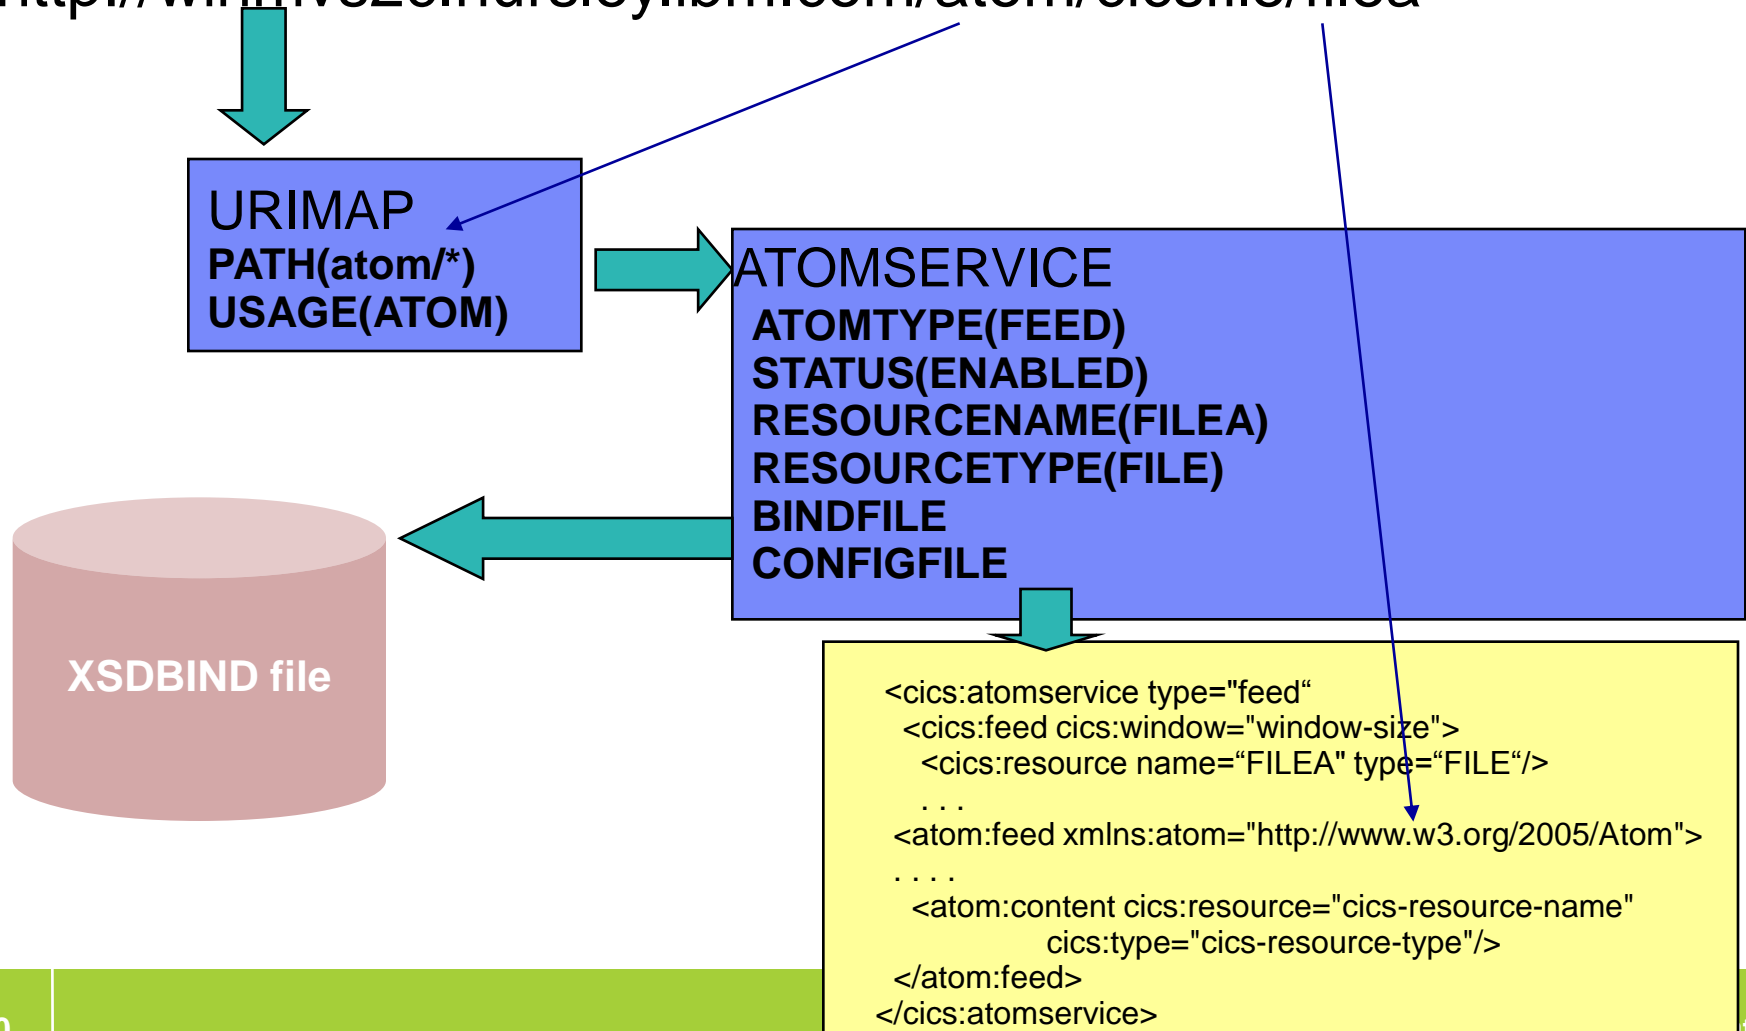 URIMAP
PATH(atom/*)
USAGE(ATOM)
ATOMSERVICE
ATOMTYPE(FEED)
STATUS(ENABLED)
RESOURCENAME(FILEA)
RESOURCETYPE(FILE)
BINDFILE
CONFIGFILE
XSDBIND file
<cics:atomservice type="feed“
<cics:feed cics:window="window-size">
<cics:resource name=“FILEA" type=“FILE“/>
. . .
<atom:feed xmlns:atom="http://www.w3.org/2005/Atom">
. . . .
<atom:content cics:resource="cics-resource-name"
cics:type="cics-resource-type"/>
</atom:feed>
</cics:atomservice>